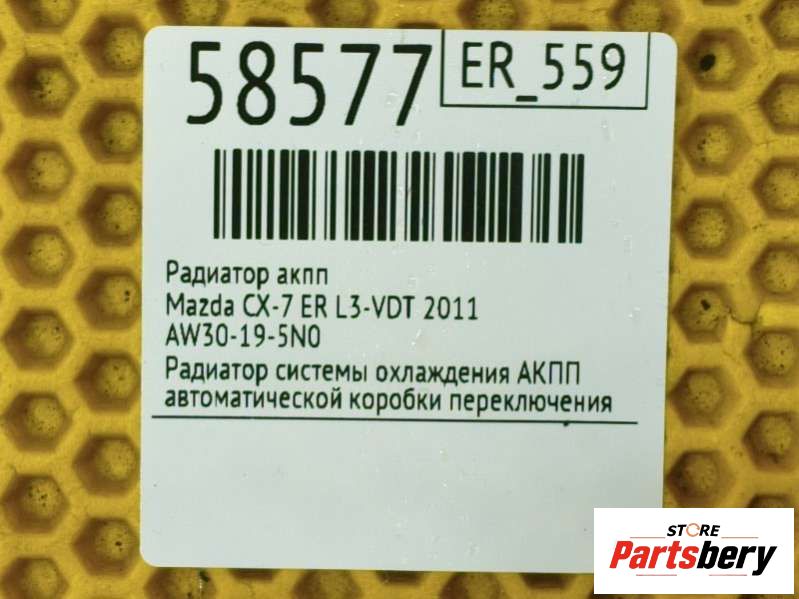 58577
ER_559
Радиатор акпп
Mazda CX-7 ER L3-VDT 2011
AW30-19-5N0
Радиатор системы охлаждения АКПП
автоматической коробки переключения
STORE
Partsbery